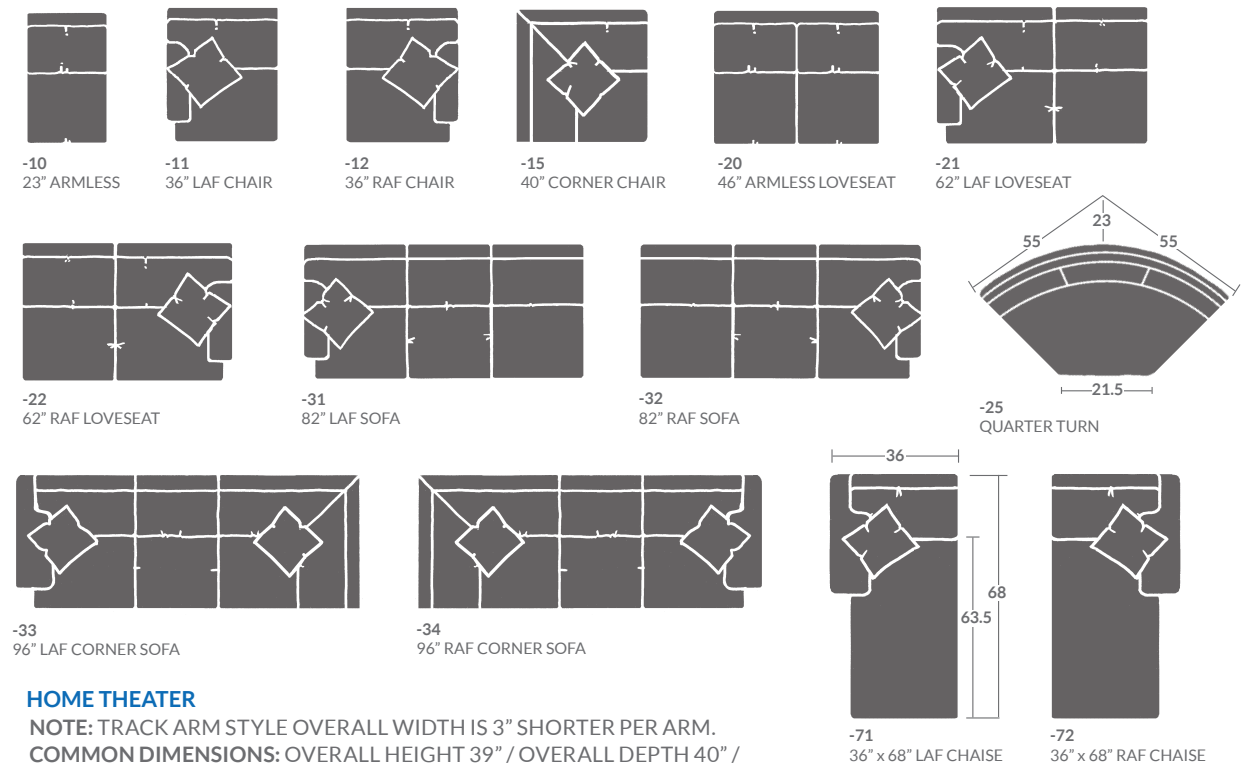 -10
23” ARMLESS
-11
36” LAF CHAIR
-12
36” RAF CHAIR
-15
40” CORNER CHAIR
-20
46” ARMLESS LOVESEAT
-21
62” LAF LOVESEAT
-22
62” RAF LOVESEAT
-31
82” LAF SOFA
-32
82” RAF SOFA
55
23
55
21.5
-25
QUARTER TURN
-33
96” LAF CORNER SOFA
-34
96” RAF CORNER SOFA
36
68
63.5
-71
36” x 68” LAF CHAISE
-72
36” x 68” RAF CHAISE
HOME THEATER
NOTE: TRACK ARM STYLE OVERALL WIDTH IS 3” SHORTER PER ARM.
COMMON DIMENSIONS: OVERALL HEIGHT 39” / OVERALL DEPTH 40” /